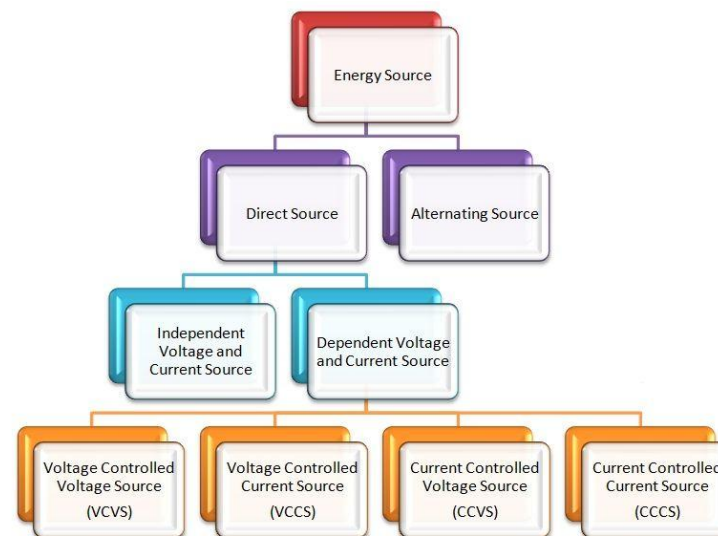 Energy Source
Direct Source
Alternating Source
Independent
Voltage and
Current Source
Dependent Voltage
and Current Source
Voltage Controlled
Voltage Source
(VCVS)
Voltage Controlled
Current Source
(VCCS)
Current Controlled
Voltage Source
(CCVS)
Current Controlled
Current Source
(CCCS)